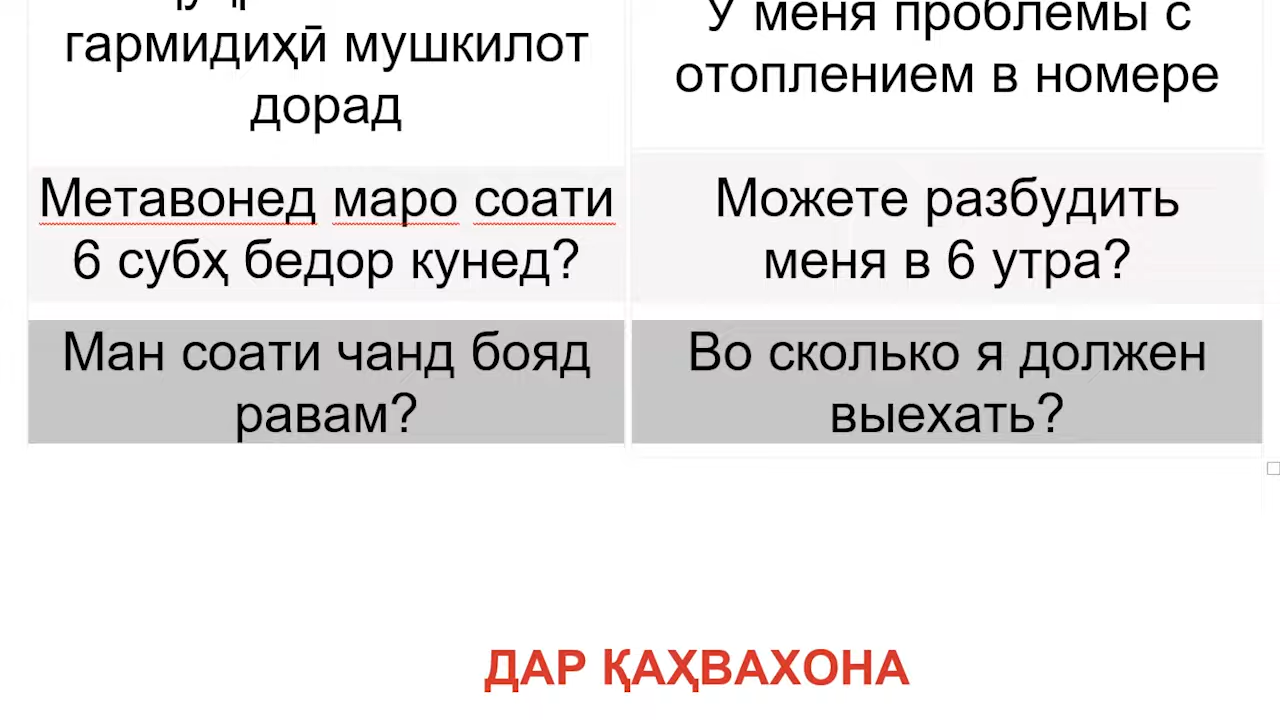 гармидиҳӣ мушкилот
дорад
У меня проблемы с
отоплением в номере
Метавонед маро соати
6 субҳ бедор кунед?
Можете разбудить
меня в 6 утра?
Ман соати чанд бояд
равам?
Во сколько я должен
выехать?
ДАР ҚАҲВАХОНА